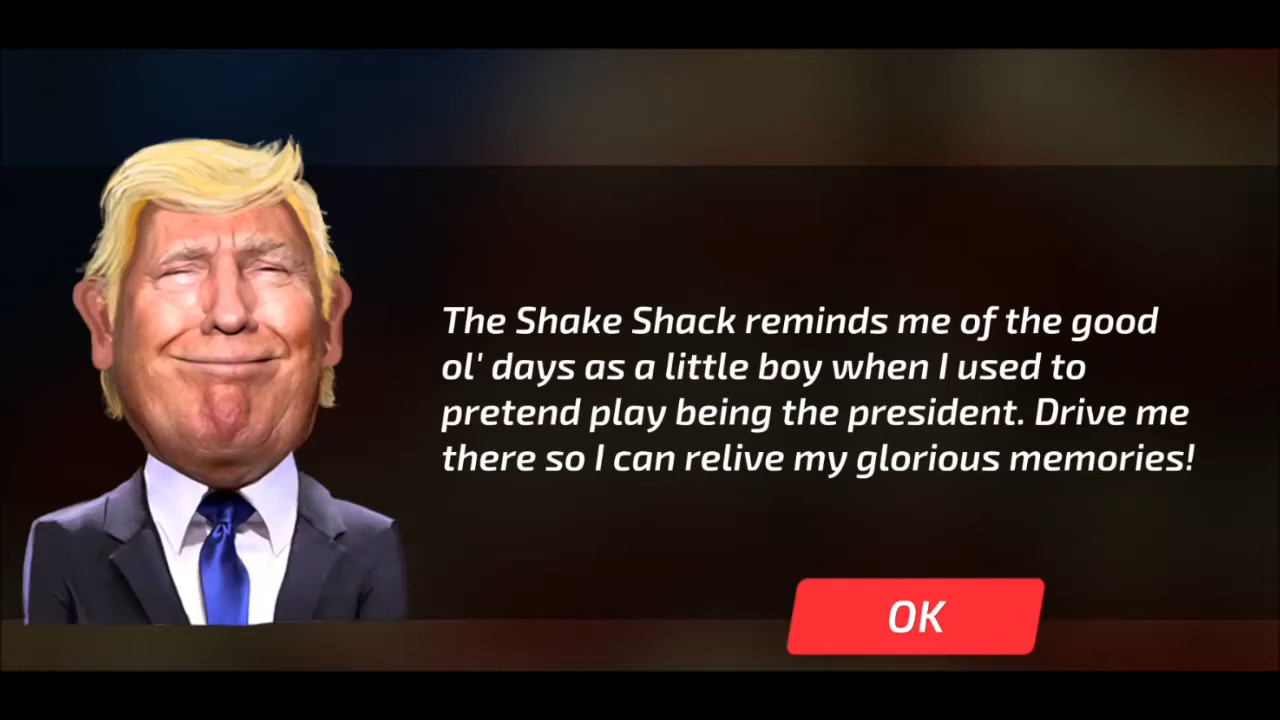 The Shake Shack reminds me of the good
ol' days as a little boy when I used to
pretend play being the president. Drive me
there so I can relive my glorious memories!
OK